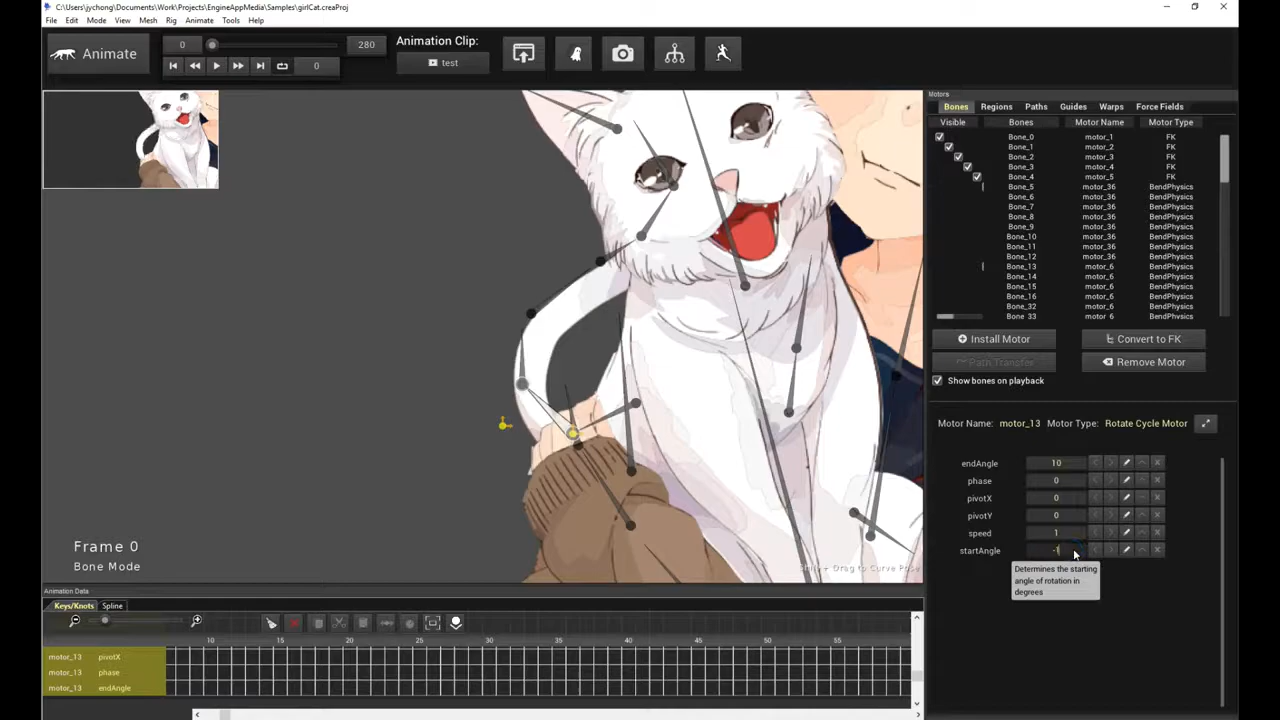 C:\Users\jychong\Documents\Work\Projects\EngineAppMedia\Samples\girlCat.creaProj
File Edit Mode View Mesh Rig Animate Tools Help
Animate
0 280
0
Animation Clip:
test
Motors
Bones Regions Paths Guides Warps Force Fields
Visible Bones Motor Name Motor Type
Bone_0 motor_1 FK
Bone_1 motor_2 FK
Bone_2 motor_3 FK
Bone_3 motor_4 FK
Bone_4 motor_5 FK
Bone_5 motor_36 BendPhysics
Bone_6 motor_36 BendPhysics
Bone_7 motor_36 BendPhysics
Bone_8 motor_36 BendPhysics
Bone_9 motor_36 BendPhysics
Bone_10 motor_36 BendPhysics
Bone_11 motor_36 BendPhysics
Bone_12 motor_36 BendPhysics
Bone_13 motor_6 BendPhysics
Bone_14 motor_6 BendPhysics
Bone_15 motor_6 BendPhysics
Bone_16 motor_6 BendPhysics
Bone_32 motor_6 BendPhysics
Bone_33 motor_6 BendPhysics
Install Motor Convert to FK
Path Transfer Remove Motor
Show bones on playback
Motor Name: motor_13 Motor Type: Rotate Cycle Motor
endAngle 10
phase 0
pivotX 0
pivotY 0
speed 1
startAngle -1
Determines the starting
angle of rotation in
degrees
Frame 0
Bone Mode
Shift + Drag to Curve Pose
Animation Data
Keys/Knots Spline
10 15 20 25 30 35 40 45 50 55
motor_13 pivotX
motor_13 phase
motor_13 endAngle